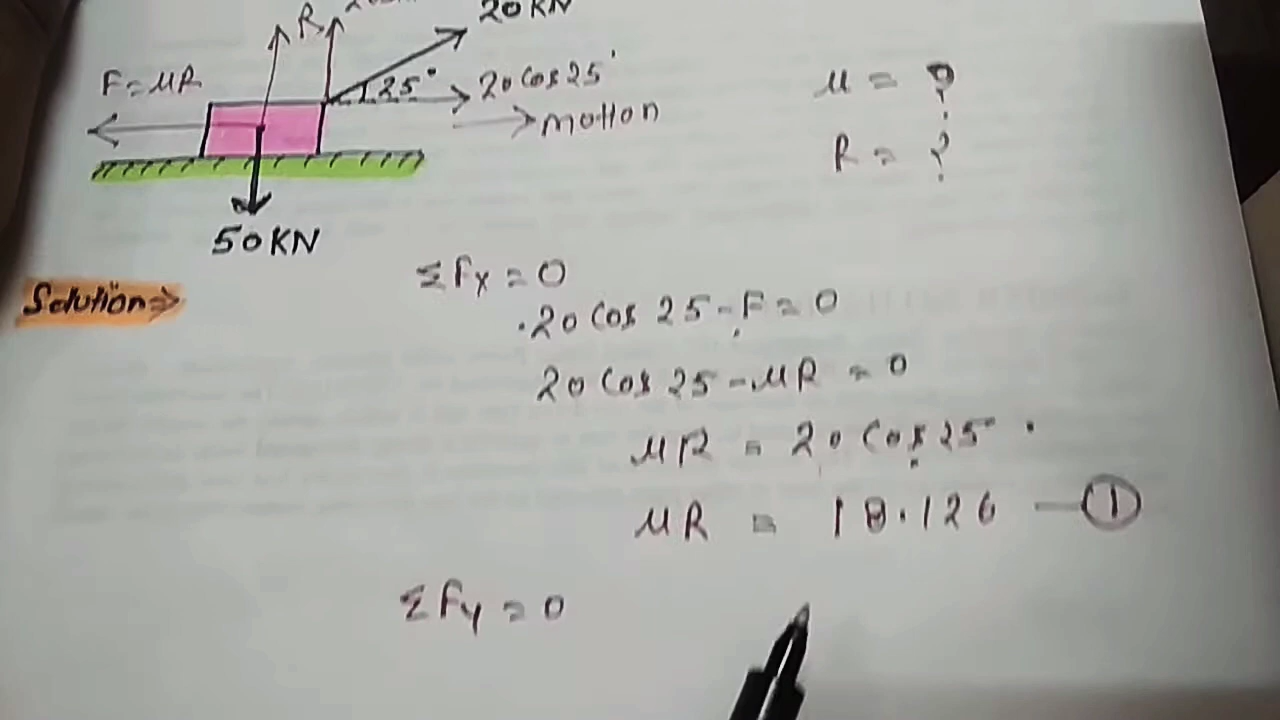 R
20 KN
F = μR
25°
20 Cos 25°
motion
50 KN
μ = ?
R = ?
Solution ⇒
ΣFx = 0
20 Cos 25 - F = 0
20 Cos 25 - μR = 0
μR = 20 Cos 25°
μR = 18.126 — ①
ΣFy = 0